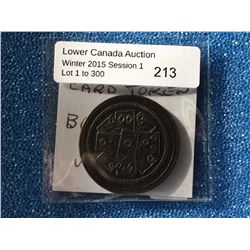 Lower Canada Auction
Winter 2015 Session 1
Lot 1 to 300
213
CARD TOKEN